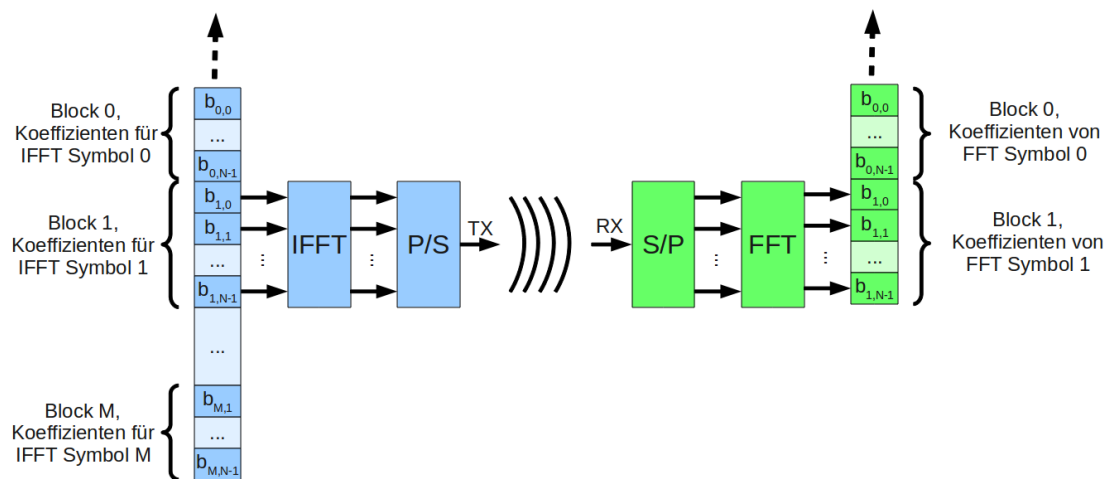 Block 0,
Koeffizienten für
IFFT Symbol 0
b0,0
...
b0,N-1
Block 1,
Koeffizienten für
IFFT Symbol 1
b1,0
b1,1
...
b1,N-1
...
Block M,
Koeffizienten für
IFFT Symbol M
bM,1
...
bM,N-1
...
IFFT
...
P/S
TX
RX
S/P
...
FFT
...
b0,0
...
b0,N-1
b1,0
b1,1
...
b1,N-1
Block 0,
Koeffizienten von
FFT Symbol 0
Block 1,
Koeffizienten von
FFT Symbol 1